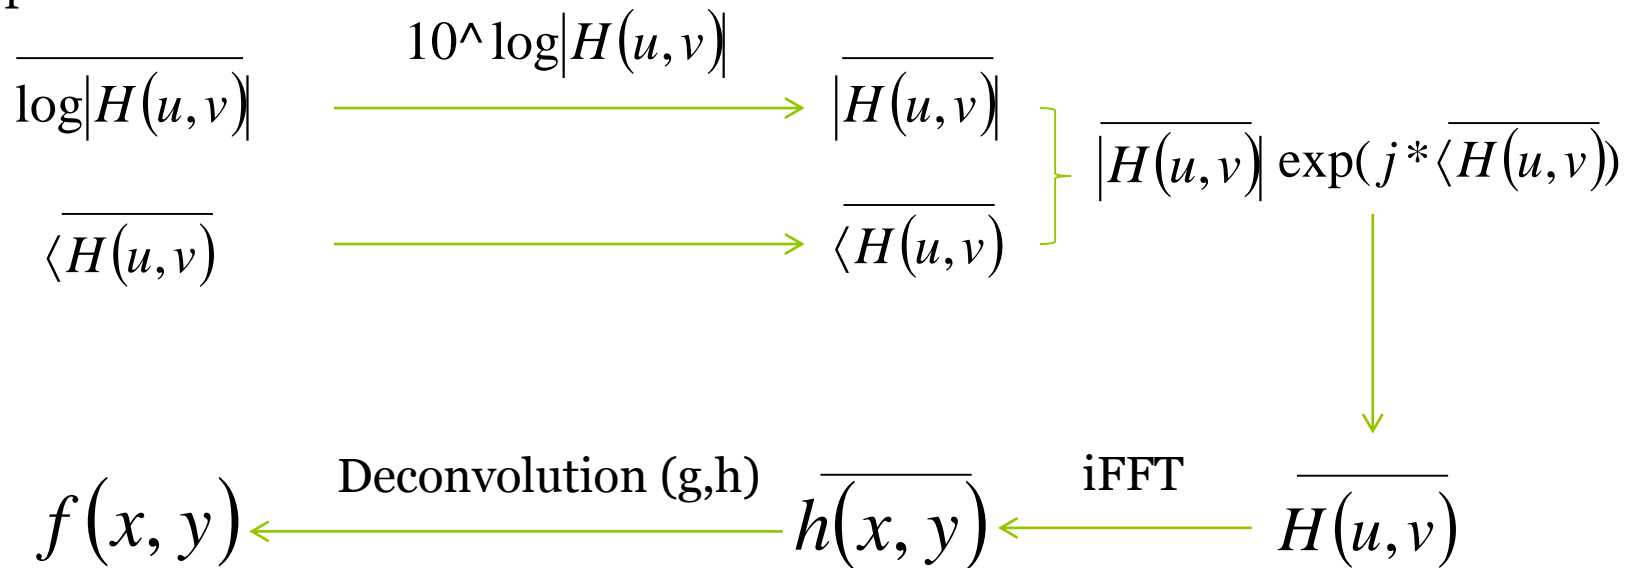 10^ log|H(u,v)|
log|H(u,v)|
|H(u,v)|
|H(u,v)| exp(j*⟨H(u,v))
⟨H(u,v)
⟨H(u,v)
Deconvolution (g,h)
iFFT
f(x, y)
h(x, y)
H(u,v)